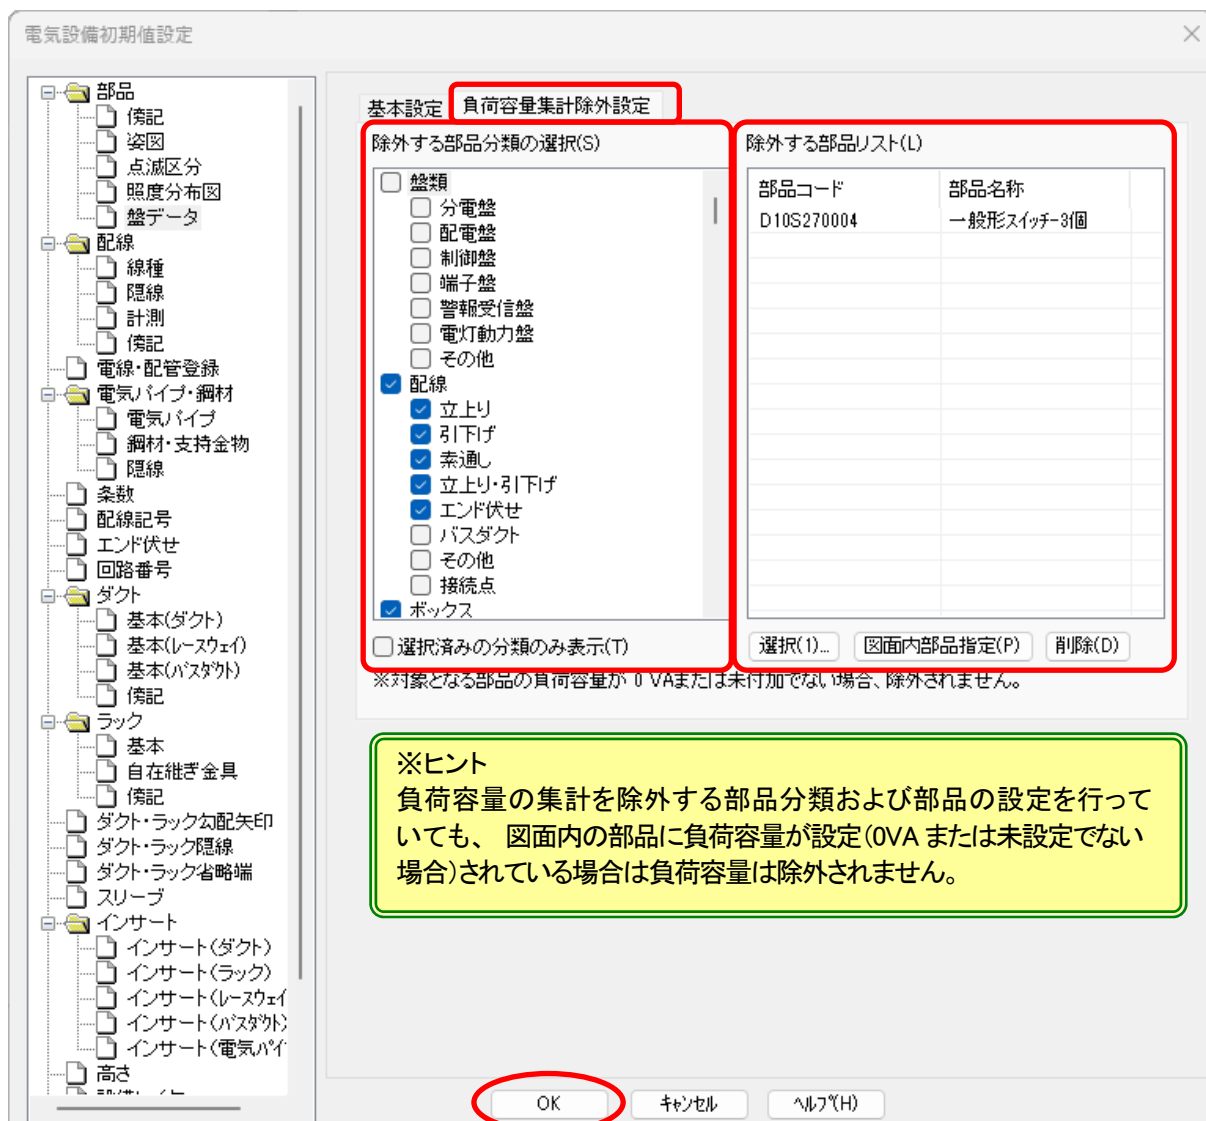 電気設備初期値設定
部品
傍記
姿図
点滅区分
照度分布図
盤データ
配線
線種
隠線
計測
傍記
電線・配管登録
電気パイプ・鋼材
電気パイプ
鋼材・支持金物
隠線
条数
配線記号
エンド伏せ
回路番号
ダクト
基本(ダクト)
基本(レースウェイ)
基本(バスダクト)
傍記
ラック
基本
自在継ぎ金具
傍記
ダクト・ラック勾配矢印
ダクト・ラック隠線
ダクト・ラック省略端
スリーブ
インサート
インサート(ダクト)
インサート(ラック)
インサート(レースウェイ
インサート(バスダクト)
インサート(電気パイ
高さ
基本設定
負荷容量集計除外設定
除外する部品分類の選択(S)
盤類
分電盤
配電盤
制御盤
端子盤
警報受信盤
電灯動力盤
その他
配線
立上り
引下げ
素通し
立上り・引下げ
エンド伏せ
バスダクト
その他
接続点
ボックス
選択済みの分類のみ表示(T)
除外する部品リスト(L)
部品コード 部品名称
D10S270004 一般形スイッチ-3個
選択(1)... 図面内部品指定(P) 削除(D)
※対象となる部品の負荷容量が 0 VAまたは未付加でない場合、除外されません。
※ヒント
負荷容量の集計を除外する部品分類および部品の設定を行って
いても、 図面内の部品に負荷容量が設定(0VA または未設定でない
場合)されている場合は負荷容量は除外されません。
OK キャンセル ヘルプ(H)